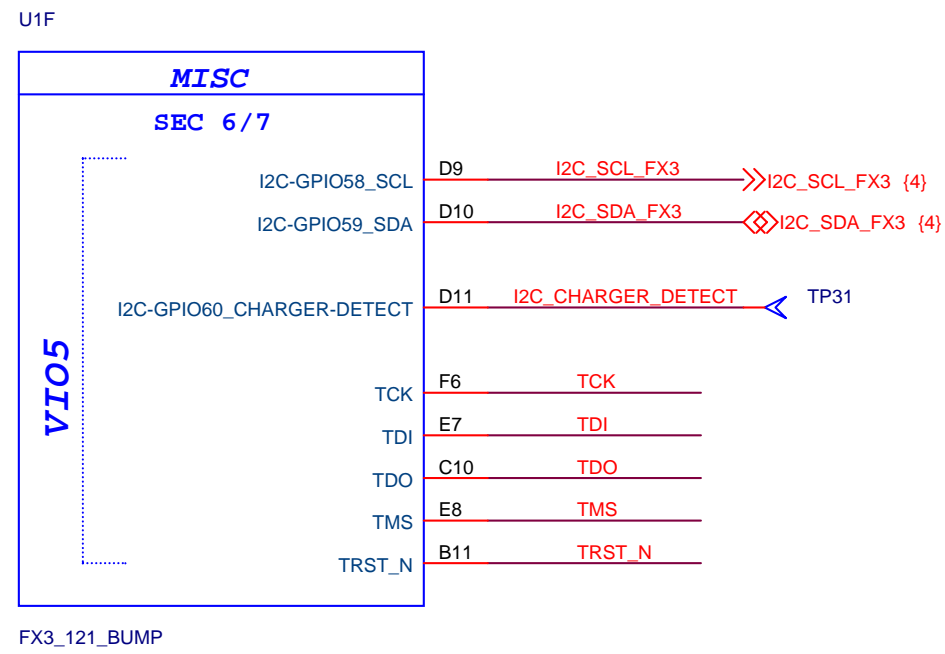 U1F
MISC
SEC 6/7
I2C-GPIO58_SCL D9 I2C_SCL_FX3 I2C_SCL_FX3 {4}
I2C-GPIO59_SDA D10 I2C_SDA_FX3 I2C_SDA_FX3 {4}
I2C-GPIO60_CHARGER-DETECT D11 I2C_CHARGER_DETECT TP31
VIO5
TCK F6 TCK
TDI E7 TDI
TDO C10 TDO
TMS E8 TMS
TRST_N B11 TRST_N
FX3_121_BUMP